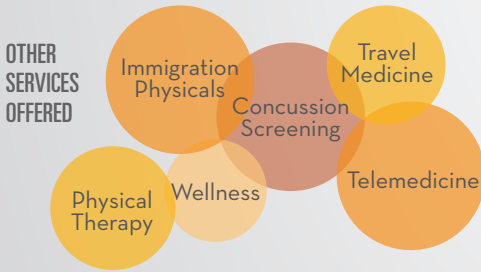 OTHER
SERVICES
OFFERED
Immigration
Physicals
Concussion
Screening
Travel
Medicine
Telemedicine
Wellness
Physical
Therapy